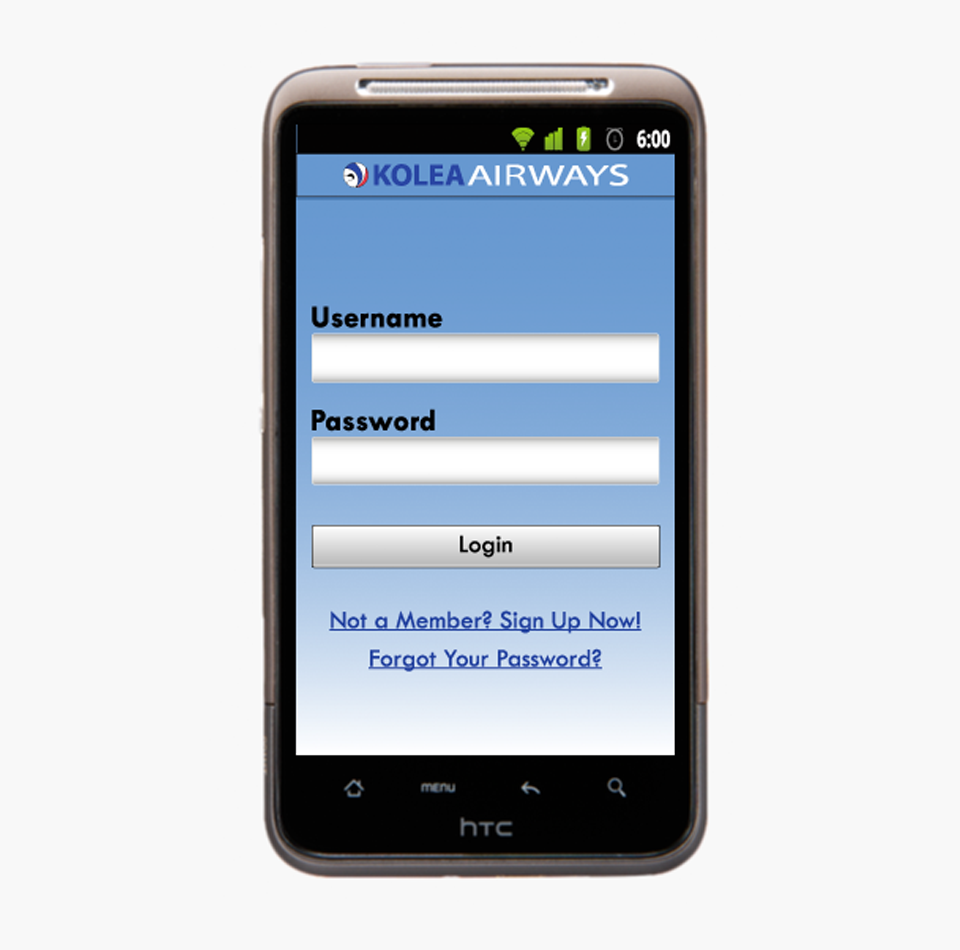 6:00
KOLEA AIRWAYS
Username
Password
Login
Not a Member? Sign Up Now!
Forgot Your Password?
MENU
hTC